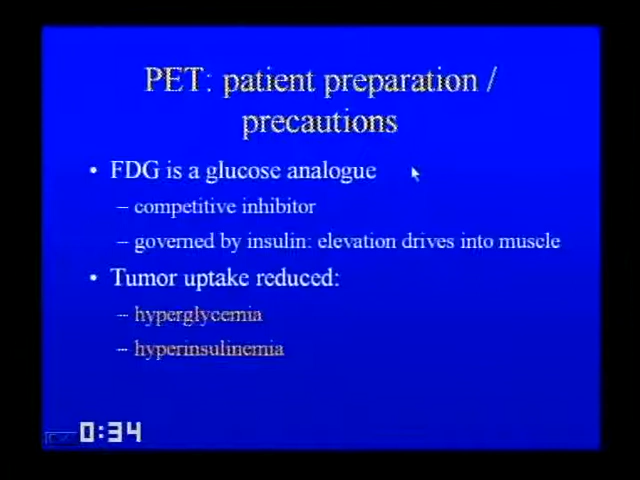 PET: patient preparation /
precautions
• FDG is a glucose analogue
– competitive inhibitor
– governed by insulin: elevation drives into muscle
• Tumor uptake reduced:
– hyperglycemia
– hyperinsulinemia
0:34